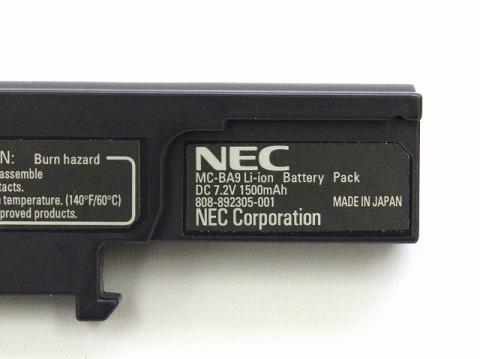 N: Burn hazard
assemble
tacts.
e temperature. (140°F/60°C)
proved products.
NEC
MC-BA9 Li-ion Battery Pack
DC 7.2V 1500mAh
808-892305-001 MADE IN JAPAN
NEC Corporation